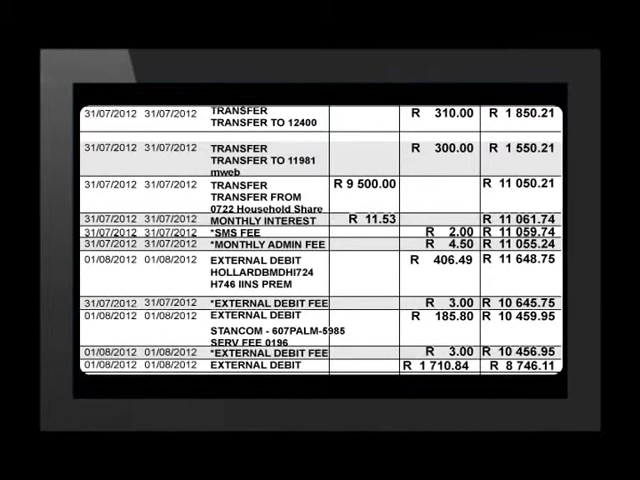 31/07/2012 31/07/2012 TRANSFER R 310.00 R 1 850.21
TRANSFER TO 12400
31/07/2012 31/07/2012 TRANSFER R 300.00 R 1 550.21
TRANSFER TO 11981
mweb
31/07/2012 31/07/2012 TRANSFER R 9 500.00 R 11 050.21
TRANSFER FROM
0722 Household Share
31/07/2012 31/07/2012 MONTHLY INTEREST R 11.53 R 11 061.74
31/07/2012 31/07/2012 *SMS FEE R 2.00 R 11 059.74
31/07/2012 31/07/2012 *MONTHLY ADMIN FEE R 4.50 R 11 055.24
01/08/2012 01/08/2012 EXTERNAL DEBIT R 406.49 R 11 648.75
HOLLARDBMDHI724
H746 IINS PREM
31/07/2012 31/07/2012 *EXTERNAL DEBIT FEE R 3.00 R 10 645.75
01/08/2012 01/08/2012 EXTERNAL DEBIT R 185.80 R 10 459.95
STANCOM - 607PALM-5985
SERV FEE 0196
01/08/2012 01/08/2012 *EXTERNAL DEBIT FEE R 3.00 R 10 456.95
01/08/2012 01/08/2012 EXTERNAL DEBIT R 1 710.84 R 8 746.11